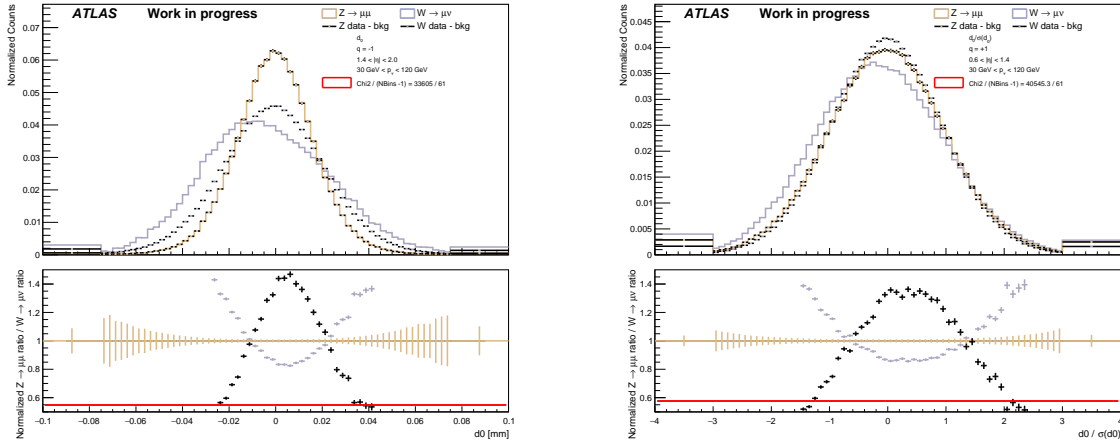 ATLAS Work in progress
Z → μμ W → μν
Z data - bkg W data - bkg
d₀
q = -1
1.4 < |η| < 2.0
30 GeV < pₓ < 120 GeV
Chi2 / (NBins -1) = 33605 / 61
Normalized Counts
0.06
0.05
0.04
0.03
0.02
0.01
0
Normalized Z → μμ ratio / W → μν ratio
1.4
1.2
1
0.8
0.6
−0.1 −0.08 −0.06 −0.04 −0.02 0 0.02 0.04 0.06 0.08 0.1
d0 [mm]
ATLAS Work in progress
Z → μμ W → μν
Z data - bkg W data - bkg
d₀/σ(d₀)
q = +1
0.6 < |η| < 1.4
30 GeV < pₓ < 120 GeV
Chi2 / (NBins -1) = 40545.3 / 61
Normalized Counts
0.045
0.04
0.035
0.03
0.025
0.02
0.015
0.01
0.005
0
Normalized Z → μμ ratio / W → μν ratio
1.4
1.2
1
0.8
0.6
−4 −3 −2 −1 0 1 2 3 4
d0 / σ(d0)